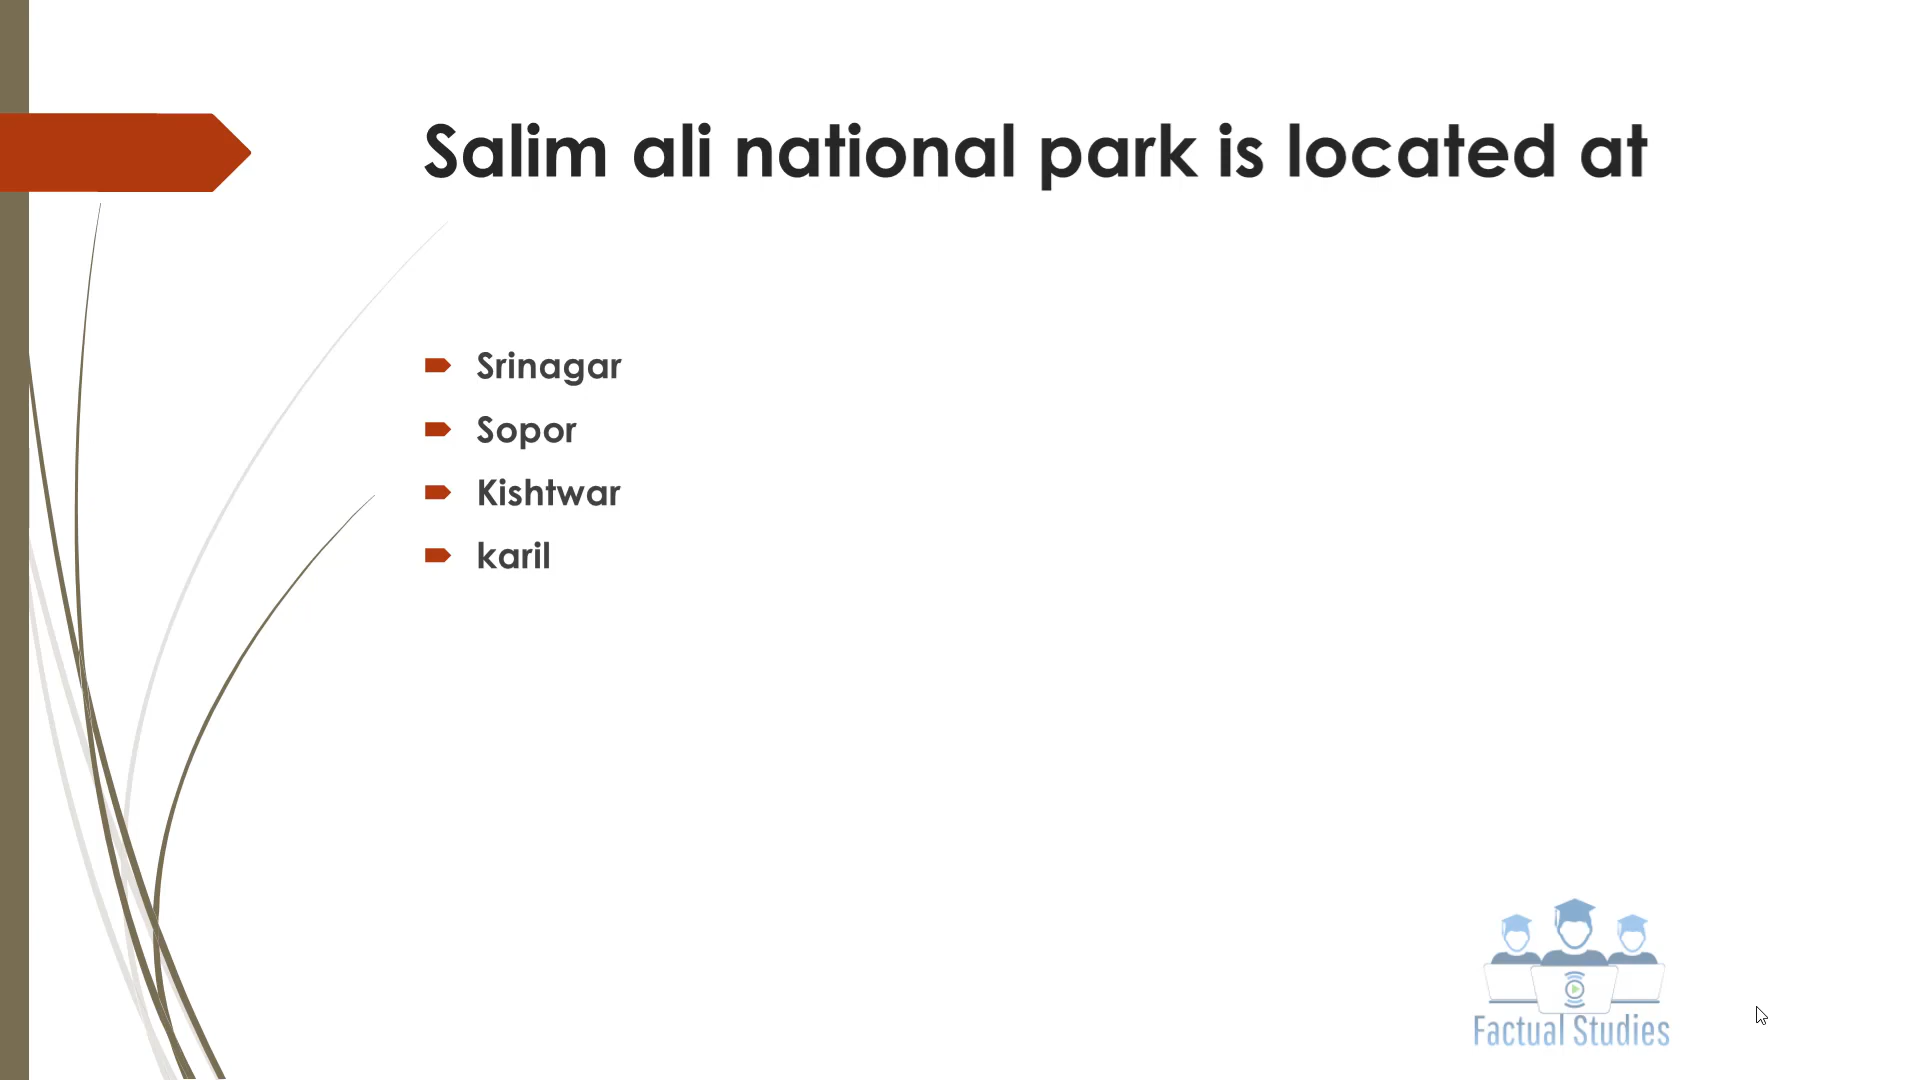 Salim ali national park is located at
Srinagar
Sopor
Kishtwar
karil
Factual Studies